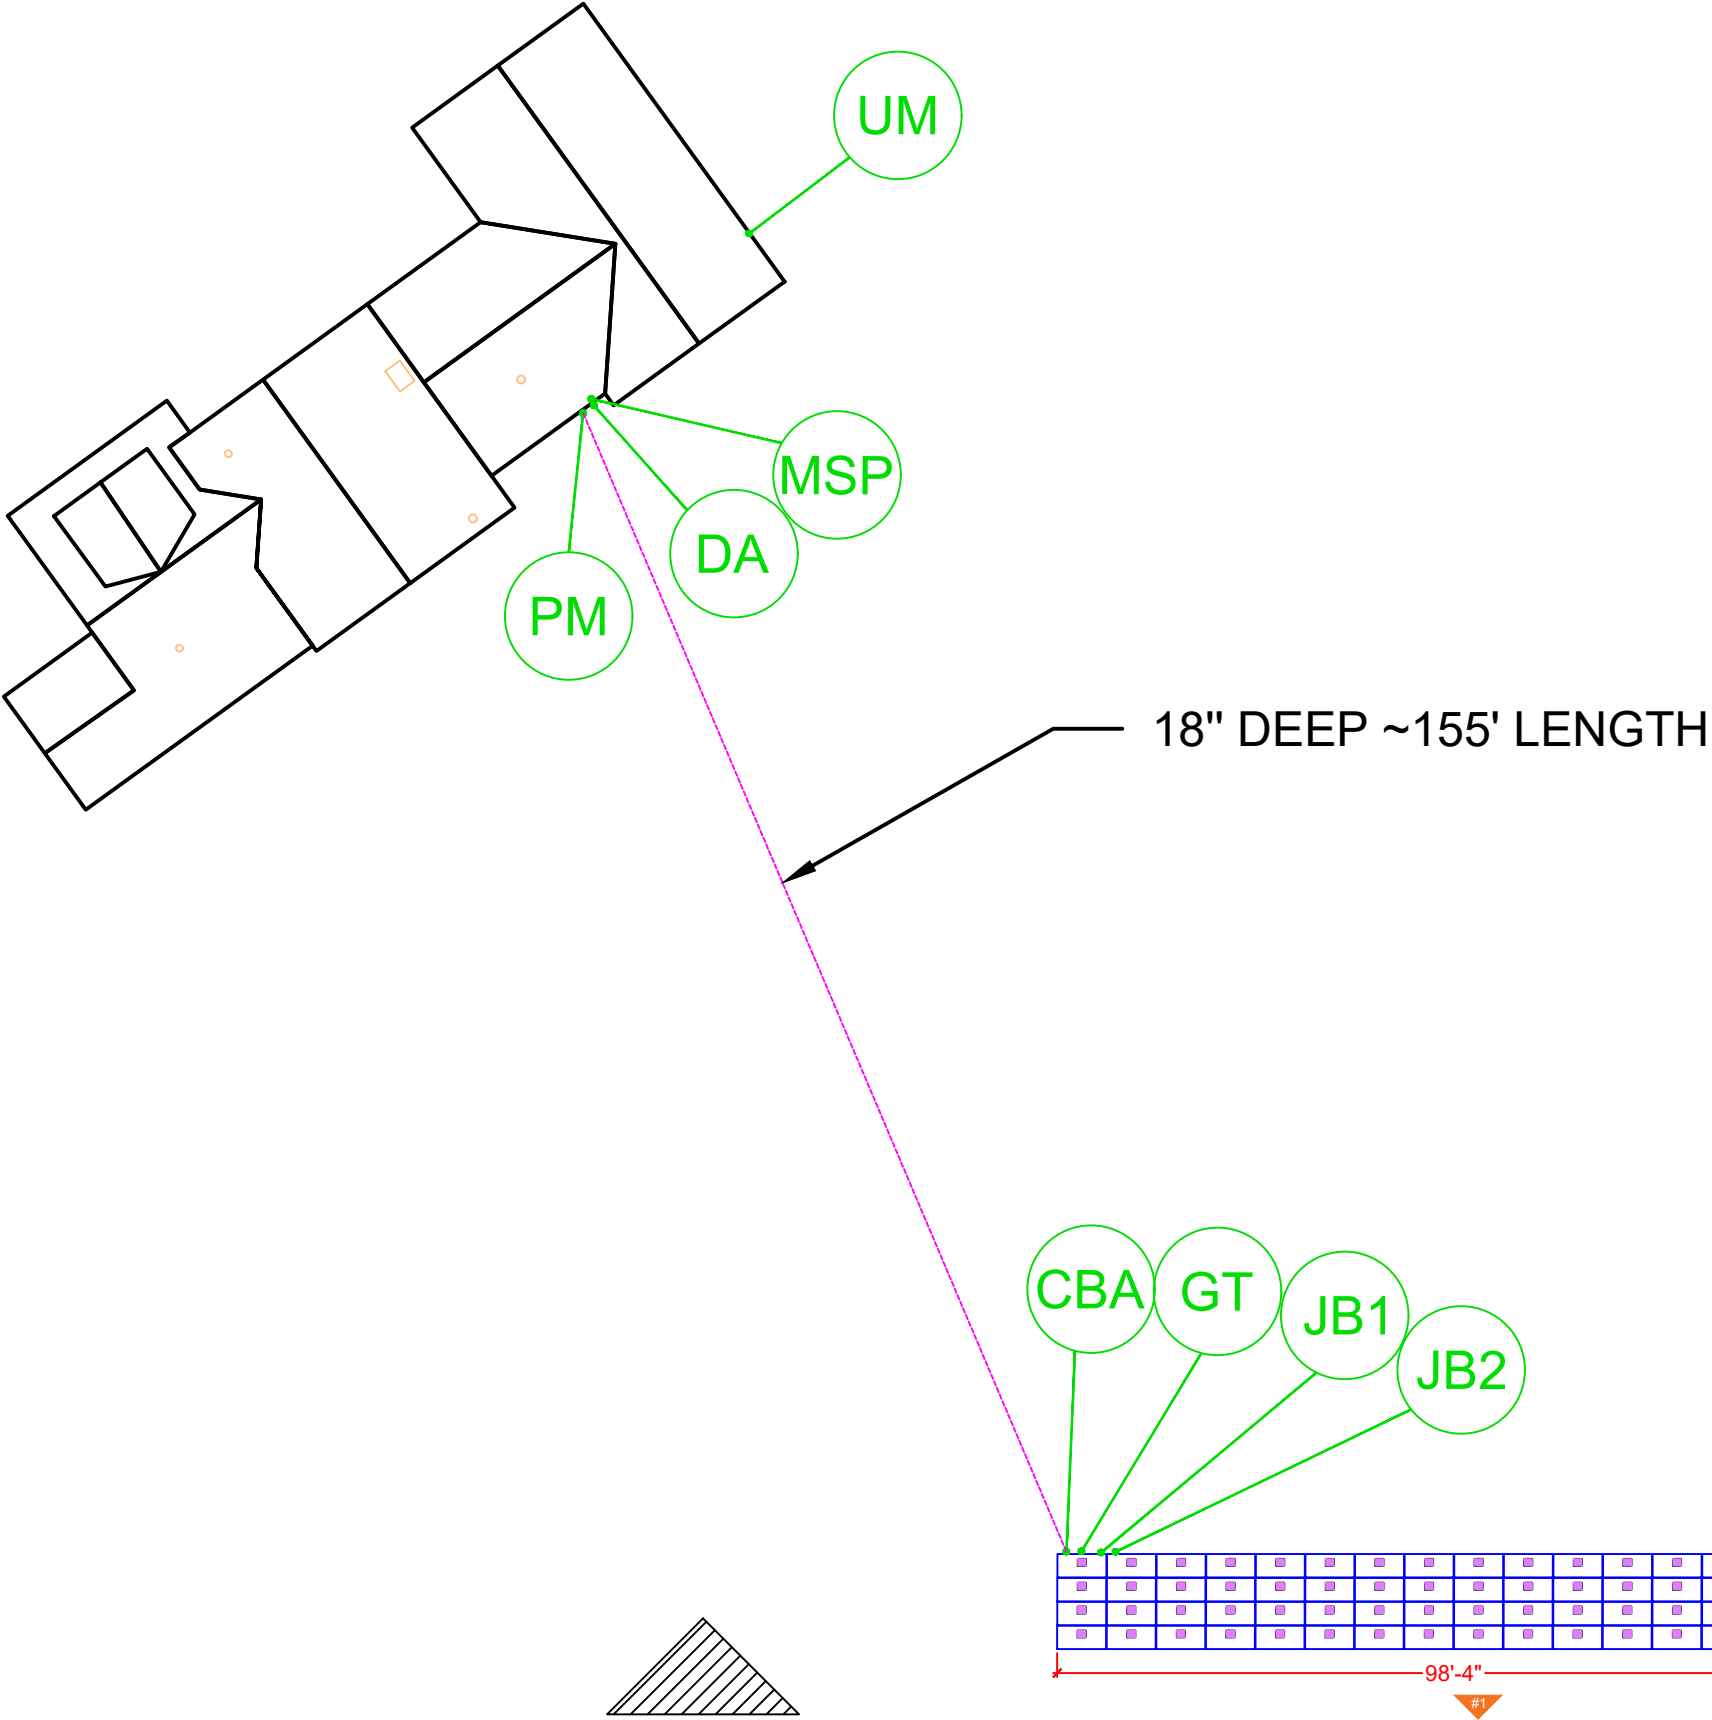 UM
MSP
DA
PM
18" DEEP ~155' LENGTH
CBA
GT
JB1
JB2
98'-4"
#1